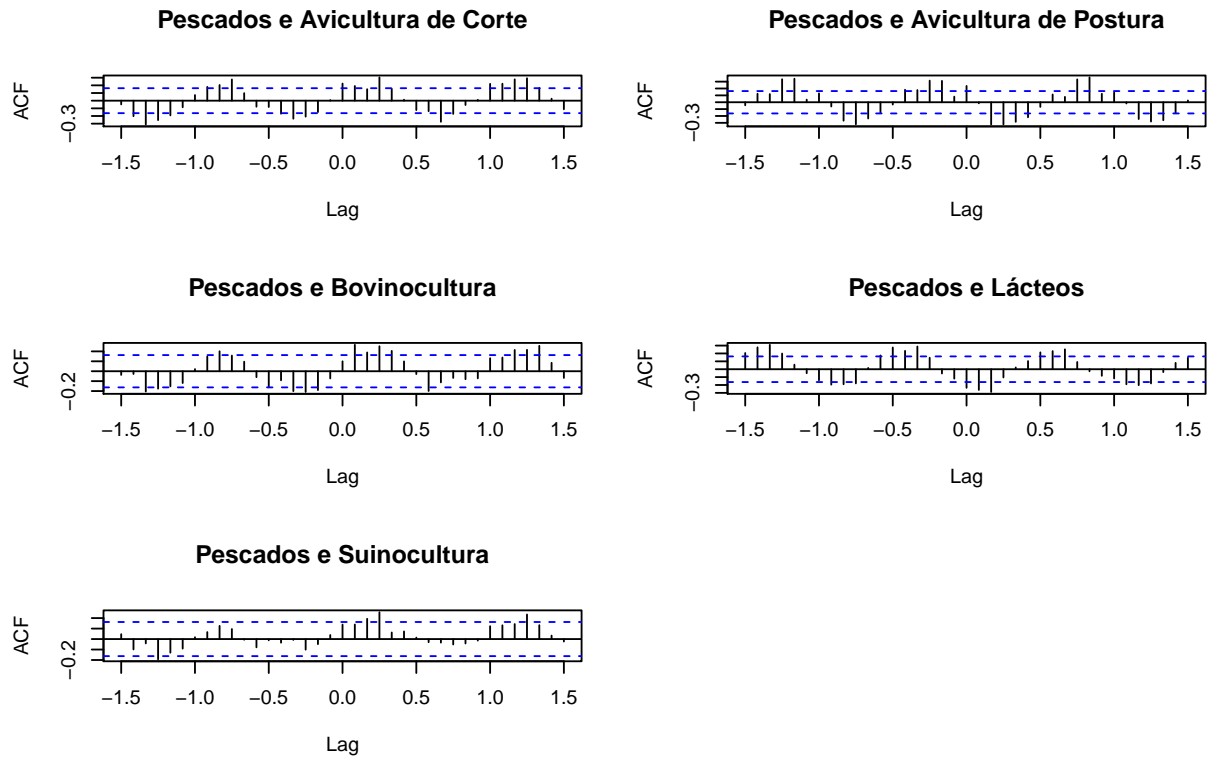 Pescados e Avicultura de Corte
ACF
−0.3
−1.5 −1.0 −0.5 0.0 0.5 1.0 1.5
Lag
Pescados e Avicultura de Postura
ACF
−0.3
−1.5 −1.0 −0.5 0.0 0.5 1.0 1.5
Lag
Pescados e Bovinocultura
ACF
−0.2
−1.5 −1.0 −0.5 0.0 0.5 1.0 1.5
Lag
Pescados e Lácteos
ACF
−0.3
−1.5 −1.0 −0.5 0.0 0.5 1.0 1.5
Lag
Pescados e Suinocultura
ACF
−0.2
−1.5 −1.0 −0.5 0.0 0.5 1.0 1.5
Lag